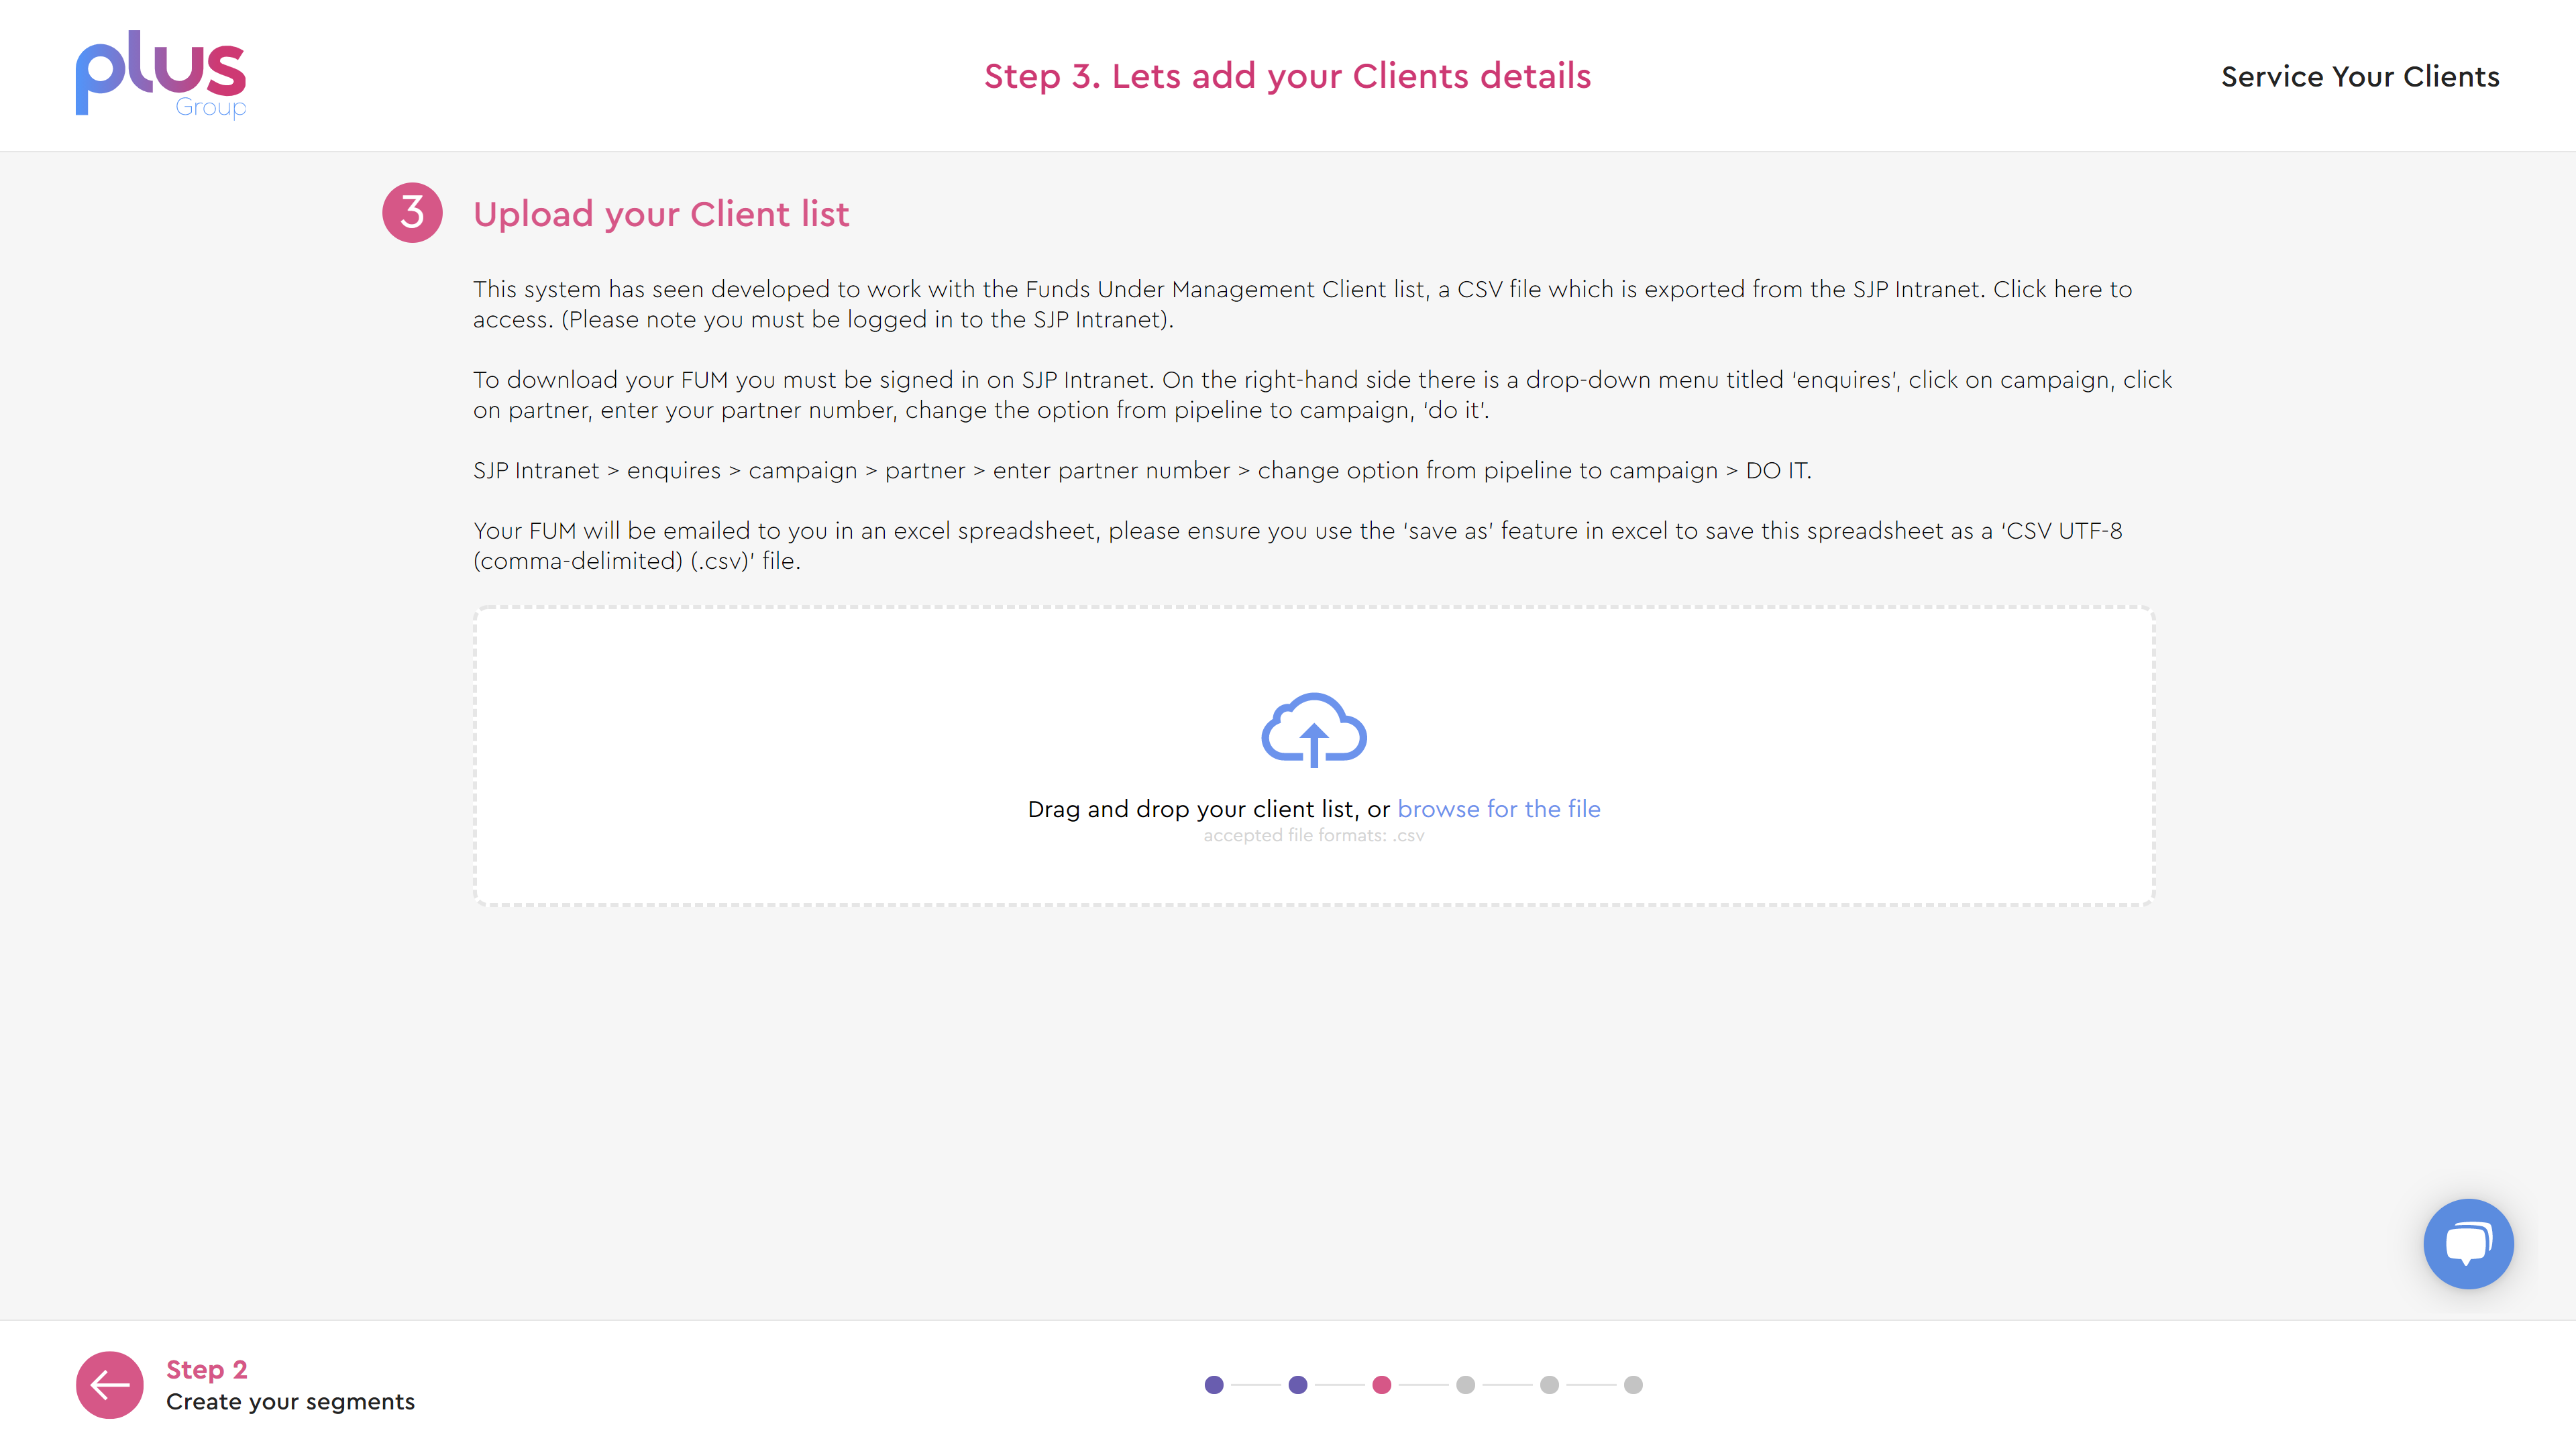 plus
Group
Step 3. Lets add your Clients details
Service Your Clients
3
Upload your Client list
This system has seen developed to work with the Funds Under Management Client list, a CSV file which is exported from the SJP Intranet. Click here to
access. (Please note you must be logged in to the SJP Intranet).
To download your FUM you must be signed in on SJP Intranet. On the right-hand side there is a drop-down menu titled ‘enquires’, click on campaign, click
on partner, enter your partner number, change the option from pipeline to campaign, ‘do it’.
SJP Intranet > enquires > campaign > partner > enter partner number > change option from pipeline to campaign > DO IT.
Your FUM will be emailed to you in an excel spreadsheet, please ensure you use the ‘save as’ feature in excel to save this spreadsheet as a ‘CSV UTF-8
(comma-delimited) (.csv)’ file.
Drag and drop your client list, or browse for the file
accepted file formats: .csv
Step 2
Create your segments